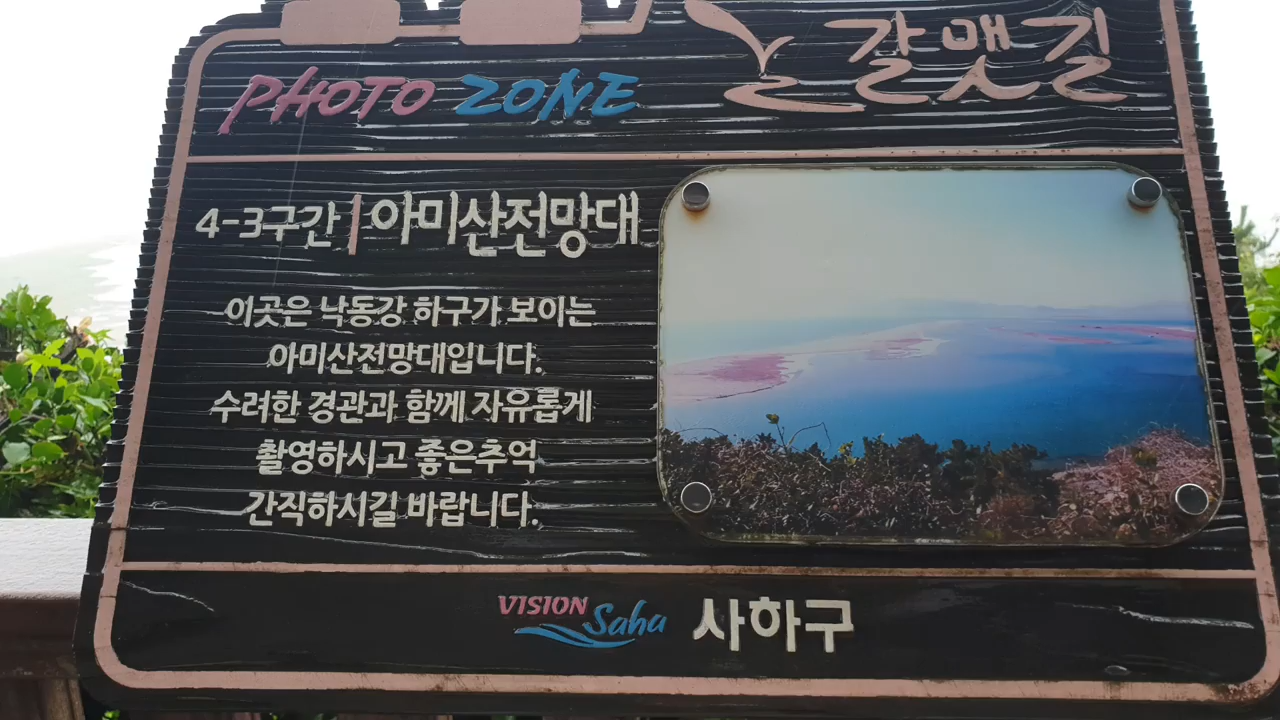 PHOTO ZONE
갈맷길
4-3구간 | 아미산전망대
이곳은 낙동강 하구가 보이는
아미산전망대입니다.
수려한 경관과 함께 자유롭게
촬영하시고 좋은추억
간직하시길 바랍니다.
VISION Saha 사하구